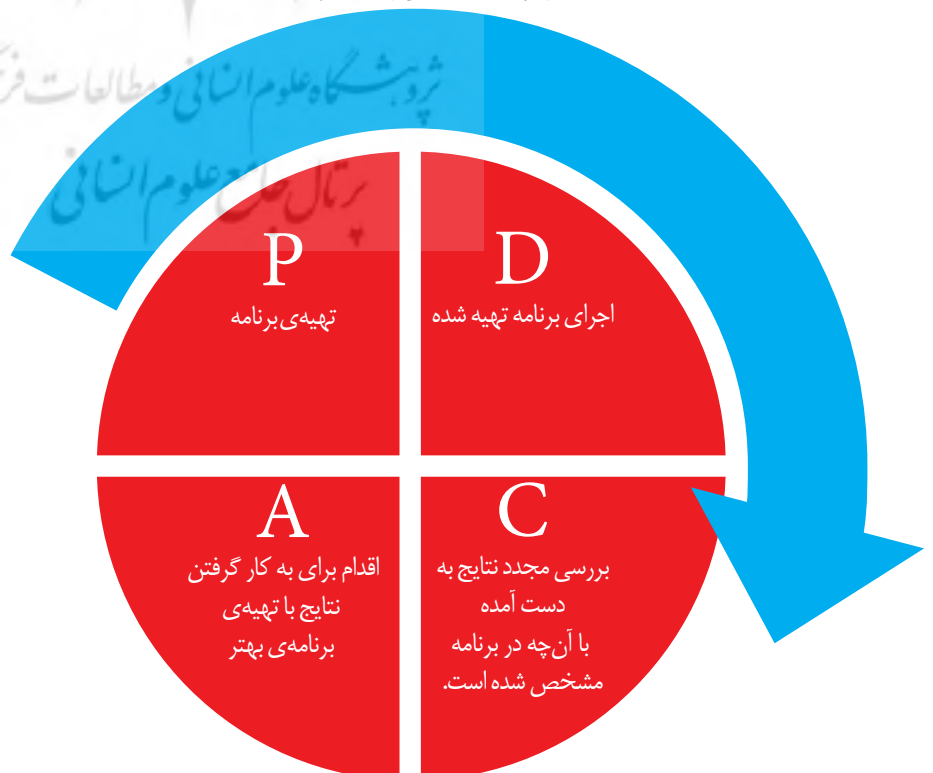 پژوهشگاه علوم انسانی و مطالعات
پرتال جامع علوم انسانی
P
تهیه‌ی برنامه
D
اجرای برنامه تهیه شده
C
بررسی مجدد نتایج به
دست آمده
با آن‌چه در برنامه
مشخص شده است.
A
اقدام برای به کار گرفتن
نتایج با تهیه‌ی
برنامه‌ی بهتر